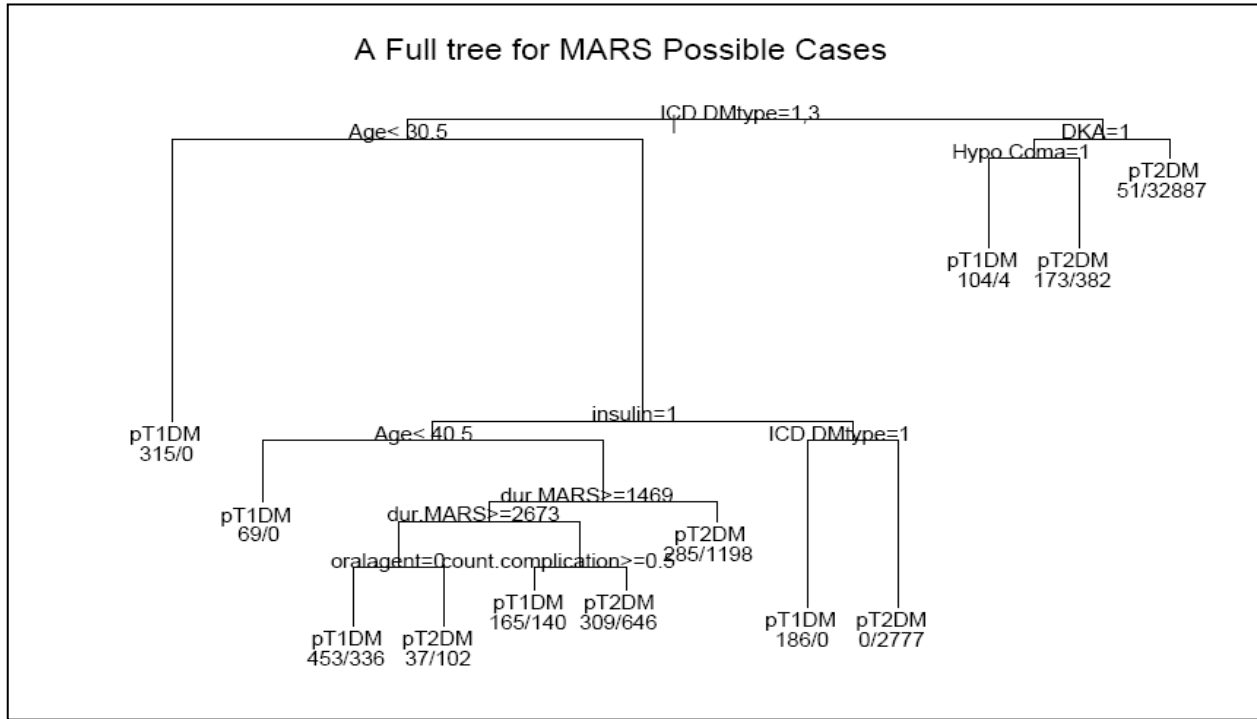 A Full tree for MARS Possible Cases
ICD.DMtype=1,3
Age< 30.5
DKA=1
Hypo.Coma=1
pT2DM
51/32887
pT1DM
104/4
pT2DM
173/382
insulin=1
pT1DM
315/0
Age< 40.5
ICD.DMtype=1
dur.MARS>=1469
pT1DM
69/0
dur.MARS>=2673
pT2DM
285/1198
oralagent=0
count.complication>=0.5
pT1DM
165/140
pT2DM
309/646
pT1DM
186/0
pT2DM
0/2777
pT1DM
453/336
pT2DM
37/102